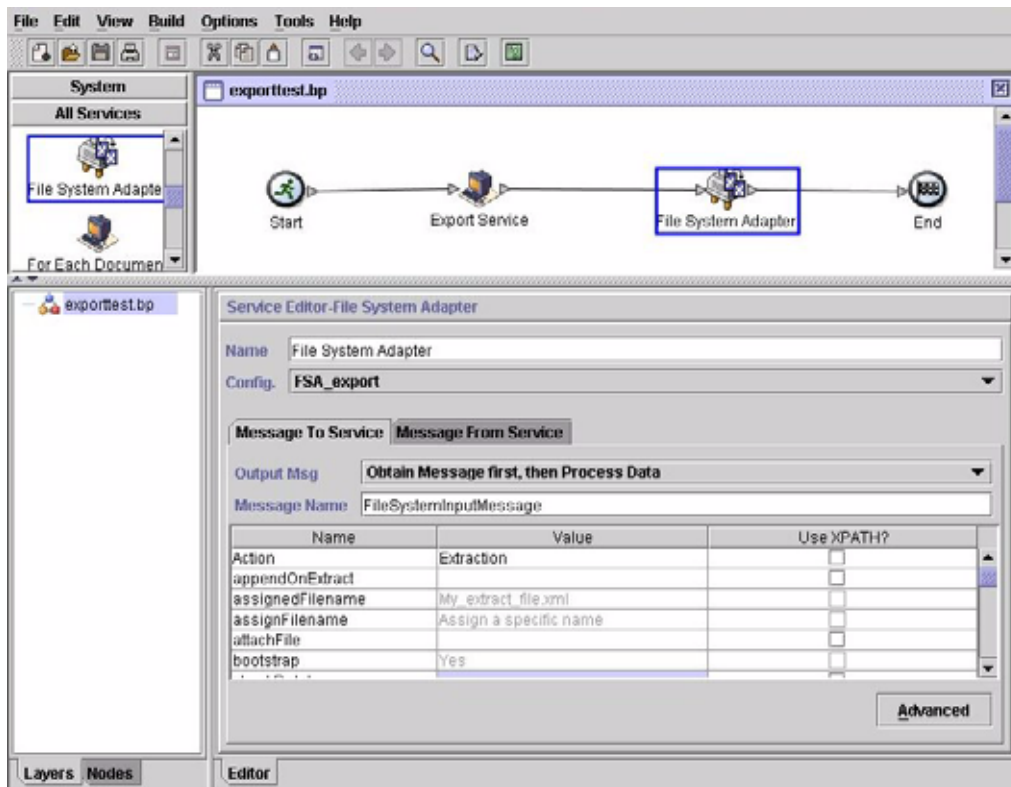 File Edit View Build Options Tools Help
System
All Services
File System Adapte
For Each Documen
exporttest.bp
Start
Export Service
File System Adapter
End
exporttest.bp
Service Editor-File System Adapter
Name File System Adapter
Config. FSA_export
Message To Service Message From Service
Output Msg Obtain Message first, then Process Data
Message Name FileSystemInputMessage
Name Value Use XPATH?
Action Extraction
appendOnExtract
assignedFilename My_extract_file.xml
assignFilename Assign a specific name
attachFile
bootstrap Yes
Advanced
Layers Nodes
Editor